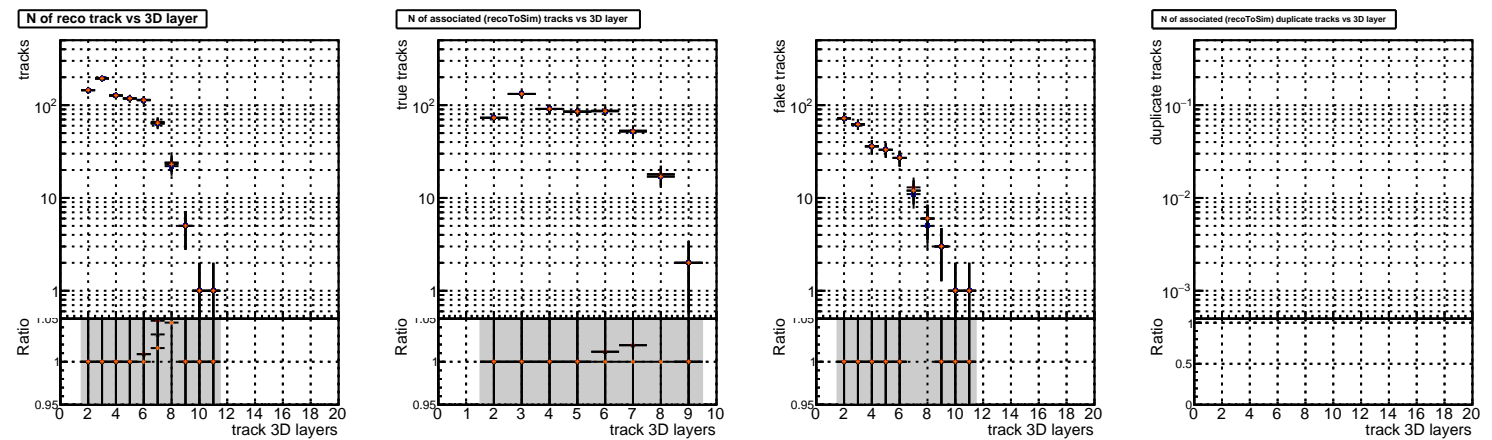 N of reco track vs 3D layer
tracks
10²
10
1
1.05
Ratio
1
0.95
0 2 4 6 8 10 12 14 16 18 20
track 3D layers
N of associated (recoToSim) tracks vs 3D layer
true tracks
10²
10
1
1.05
Ratio
1
0.95
0 1 2 3 4 5 6 7 8 9 10
track 3D layers
fake tracks
10²
10
1
1.05
Ratio
1
0.95
0 2 4 6 8 10 12 14 16 18 20
track 3D layers
N of associated (recoToSim) duplicate tracks vs 3D layer
duplicate tracks
10⁻¹
10⁻²
10⁻³
Ratio
1
0.5
0
0 2 4 6 8 10 12 14 16 18 20
track 3D layers